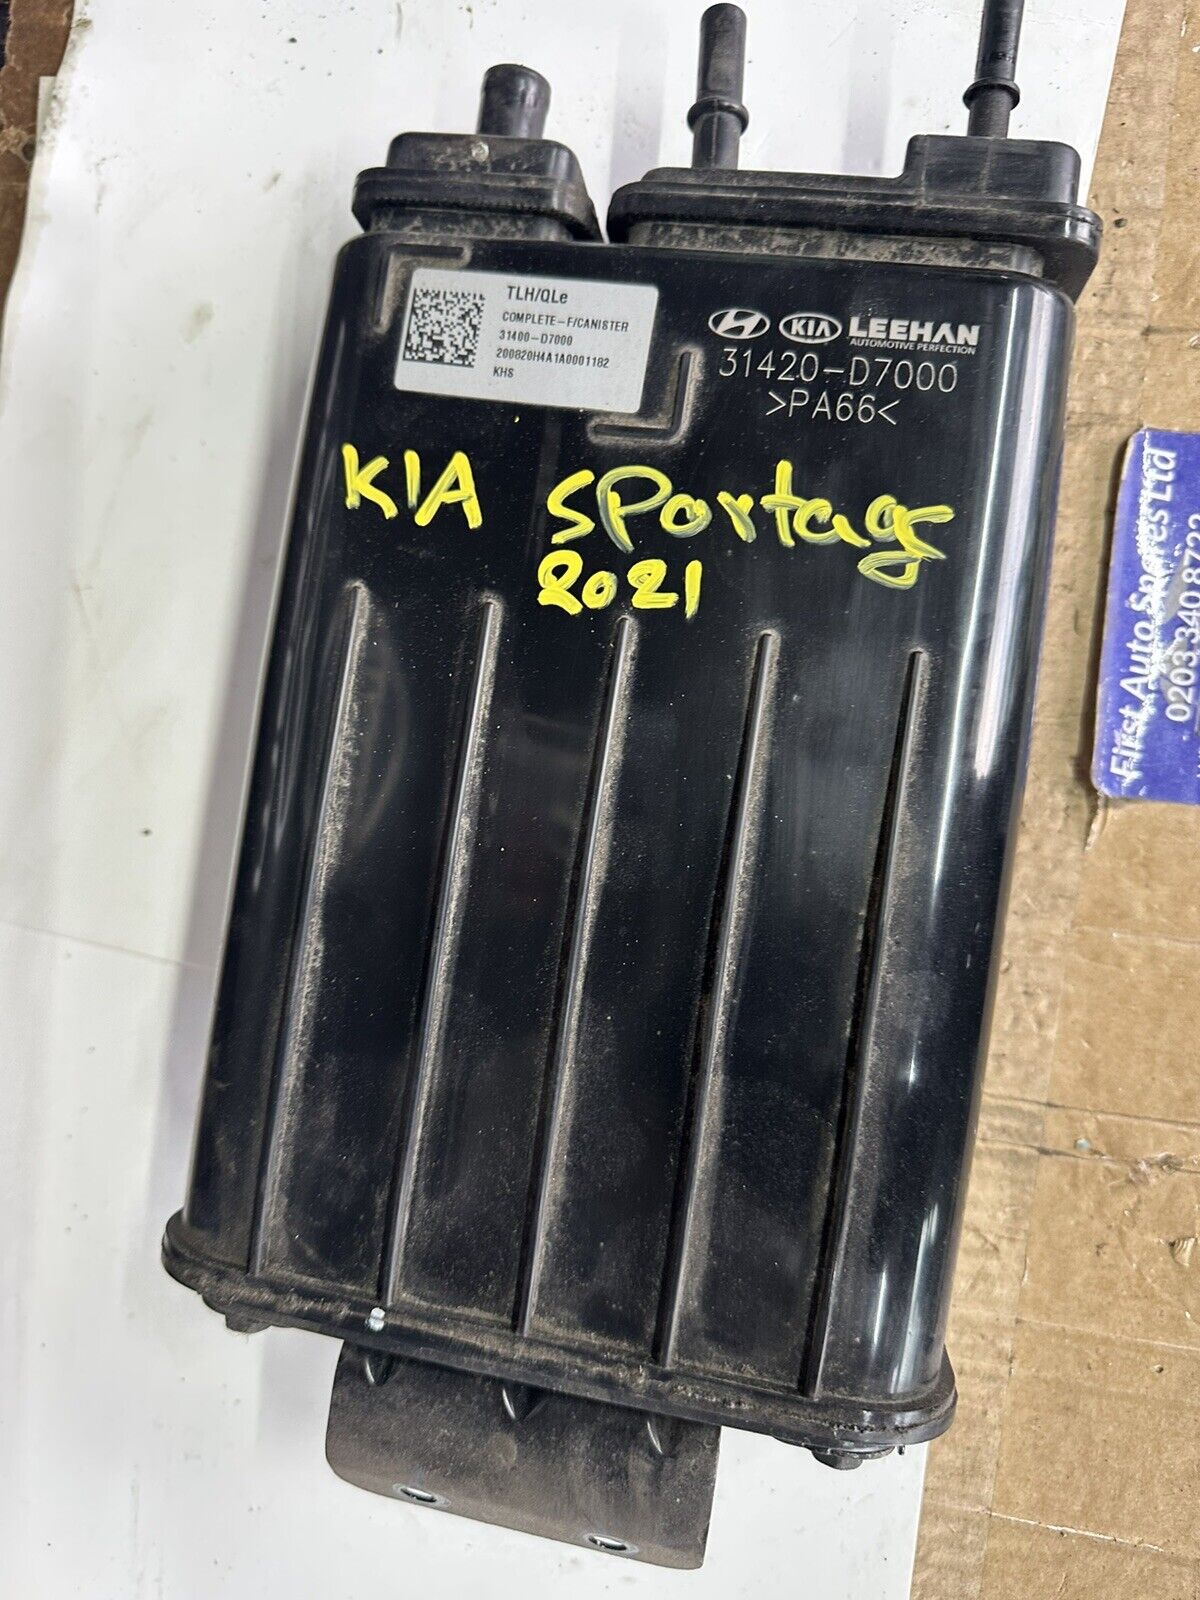 TLH/QLe
COMPLETE-F/CANISTER
31400-D7000
200820H4A1A0001182
KHS
KIA LEEHAN
AUTOMOTIVE PERFECTION
31420-D7000
>PA66<
KIA SPortage
2021
First Auto Spares Ltd
0203 340 8723